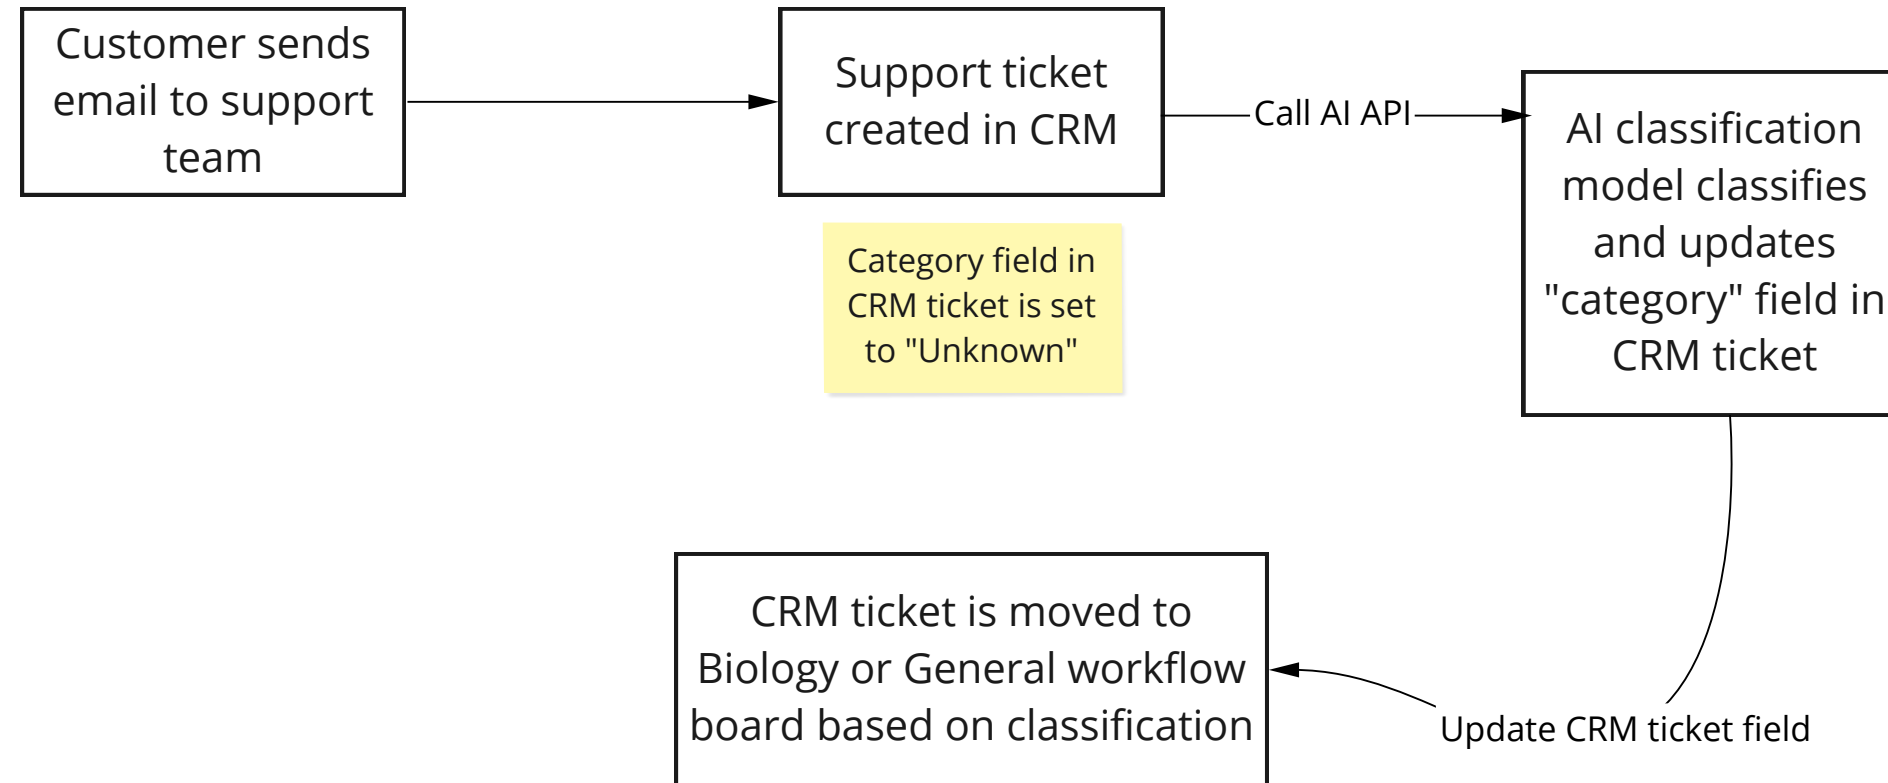 Customer sends
email to support
team
Support ticket
created in CRM
Call AI API
AI classification
model classifies
and updates
"category" field in
CRM ticket
Category field in
CRM ticket is set
to "Unknown"
CRM ticket is moved to
Biology or General workflow
board based on classification
Update CRM ticket field